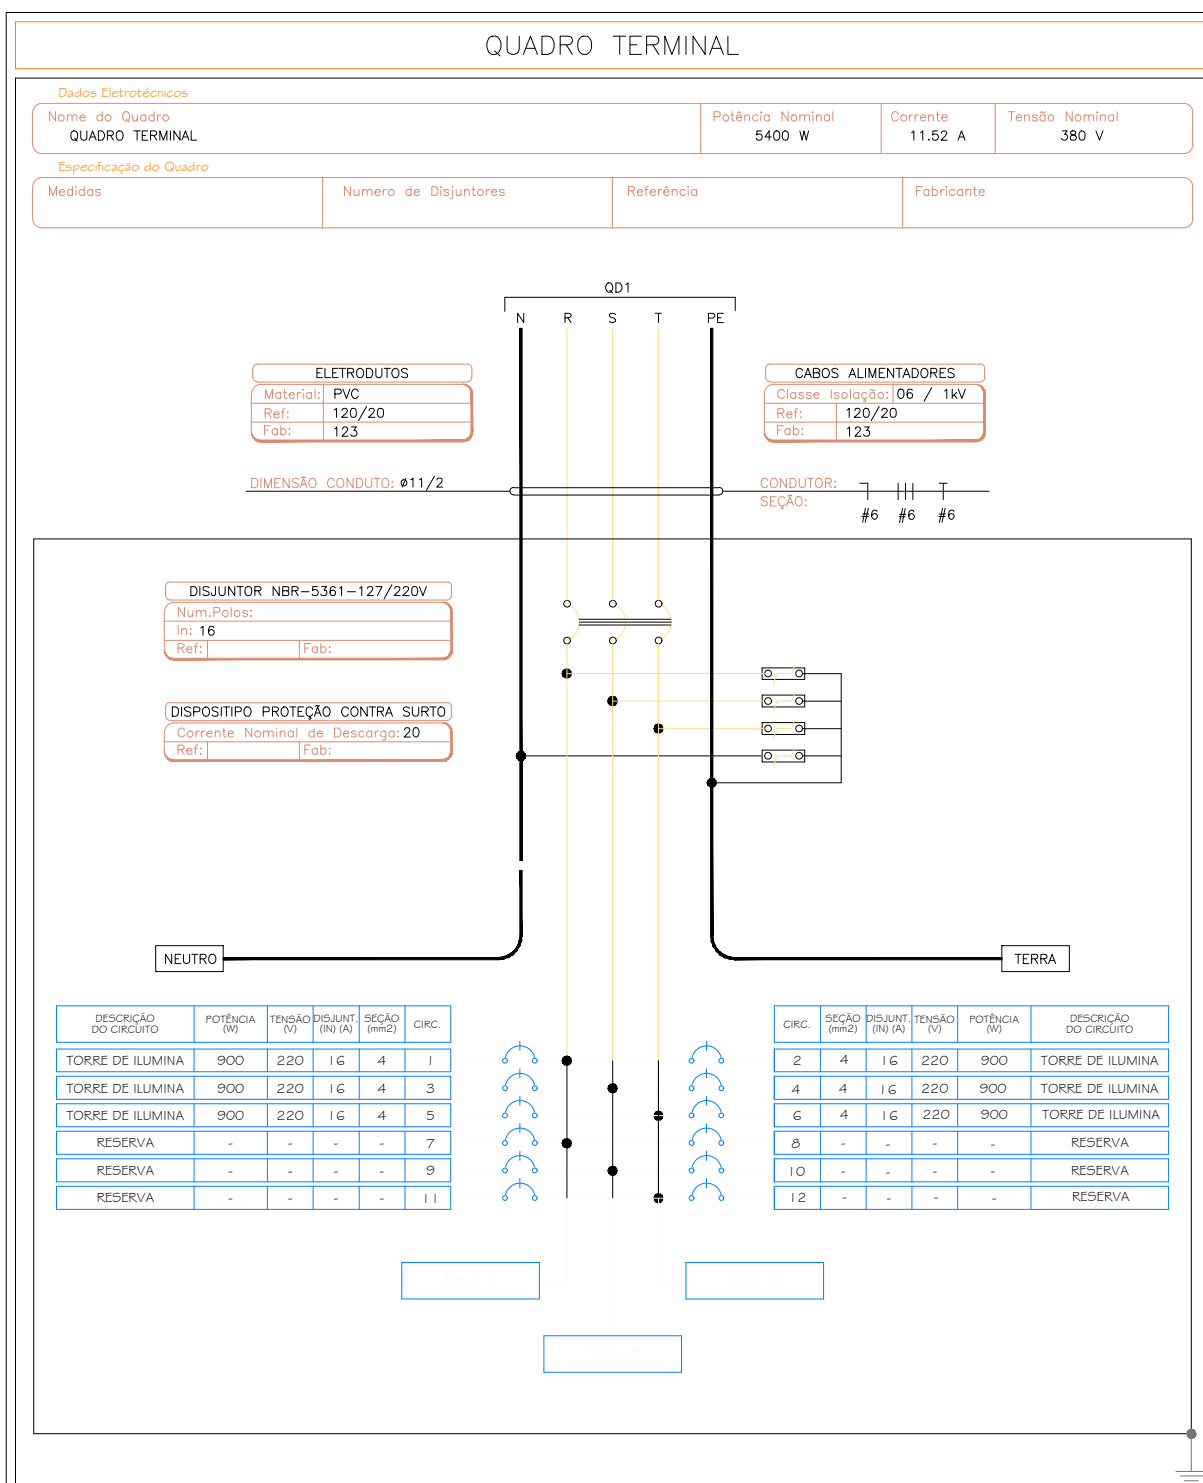 QUADRO TERMINAL
Dados Eletrotécnicos
Nome do Quadro Potência Nominal Corrente Tensão Nominal
QUADRO TERMINAL 5400 W 11.52 A 380 V
Especificação do Quadro
Medidas Numero de Disjuntores Referência Fabricante
QD1
N R S T PE
ELETRODUTOS
Material: PVC
Ref: 120/20
Fab: 123
CABOS ALIMENTADORES
Classe Isolação: 06 / 1kV
Ref: 120/20
Fab: 123
DIMENSÃO CONDUTO: ø11/2
CONDUTOR:
SEÇÃO:
#6 #6 #6
DISJUNTOR NBR-5361-127/220V
Num.Polos:
In: 16
Ref: Fab:
DISPOSITIPO PROTEÇÃO CONTRA SURTO
Corrente Nominal de Descarga: 20
Ref: Fab:
NEUTRO
TERRA
DESCRIÇÃO DO CIRCUITO POTÊNCIA (W) TENSÃO (V) DISJUNT. (IN) (A) SEÇÃO (mm2) CIRC.
TORRE DE ILUMINA 900 220 16 4 1
TORRE DE ILUMINA 900 220 16 4 3
TORRE DE ILUMINA 900 220 16 4 5
RESERVA - - - - 7
RESERVA - - - - 9
RESERVA - - - - 11
CIRC. SEÇÃO (mm2) DISJUNT. (IN) (A) TENSÃO (V) POTÊNCIA (W) DESCRIÇÃO DO CIRCUITO
2 4 16 220 900 TORRE DE ILUMINA
4 4 16 220 900 TORRE DE ILUMINA
6 4 16 220 900 TORRE DE ILUMINA
8 - - - - RESERVA
10 - - - - RESERVA
12 - - - - RESERVA